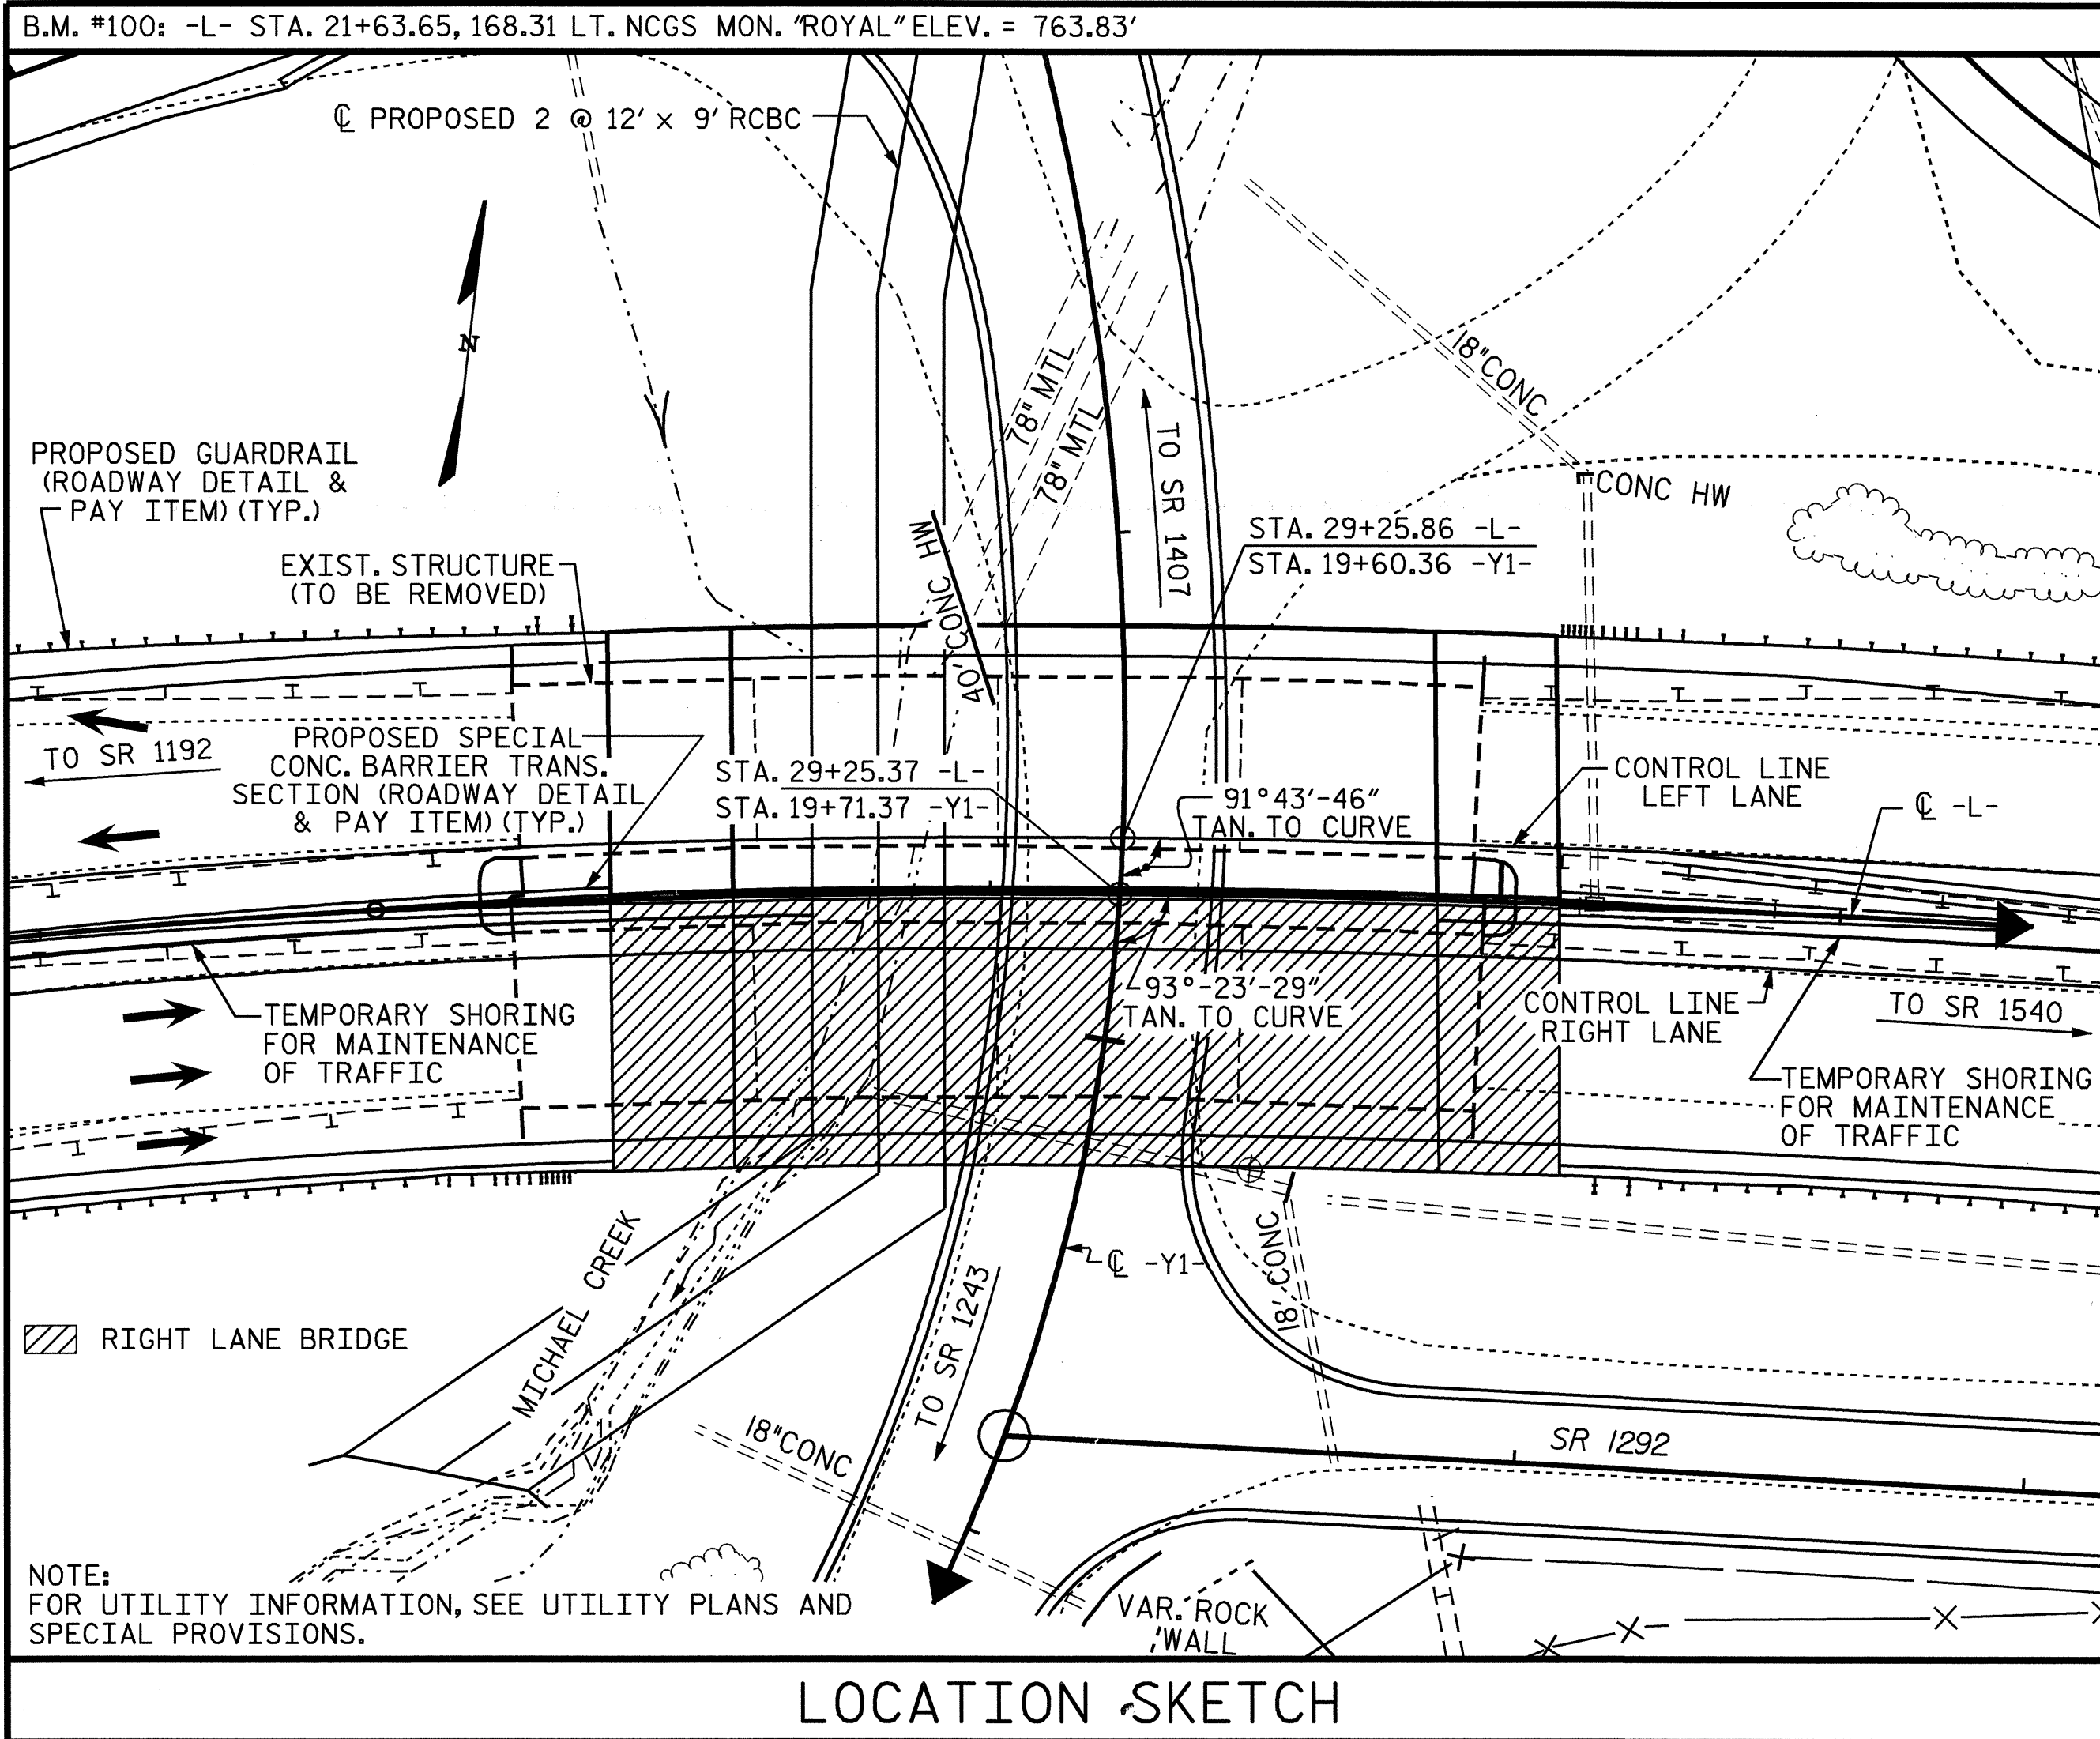 B.M. #100: -L- STA. 21+63.65, 168.31 LT. NCGS MON. "ROYAL" ELEV. = 763.83'
℄ PROPOSED 2 @ 12' x 9' RCBC
N
18"CONC
78" MTL
78" MTL
TO SR 1407
CONC HW
PROPOSED GUARDRAIL
(ROADWAY DETAIL &
PAY ITEM) (TYP.)
EXIST. STRUCTURE
(TO BE REMOVED)
40' CONC HW
STA. 29+25.86 -L-
STA. 19+60.36 -Y1-
TO SR 1192
PROPOSED SPECIAL
CONC. BARRIER TRANS.
SECTION (ROADWAY DETAIL
& PAY ITEM) (TYP.)
STA. 29+25.37 -L-
STA. 19+71.37 -Y1-
91°43'-46"
TAN. TO CURVE
CONTROL LINE
LEFT LANE
℄ -L-
93°-23'-29"
TAN. TO CURVE
CONTROL LINE
RIGHT LANE
TO SR 1540
TEMPORARY SHORING
FOR MAINTENANCE
OF TRAFFIC
TEMPORARY SHORING
FOR MAINTENANCE
OF TRAFFIC
MICHAEL CREEK
℄ -Y1-
18' CONC
TO SR 1243
RIGHT LANE BRIDGE
18"CONC
SR 1292
VAR. ROCK
WALL
NOTE:
FOR UTILITY INFORMATION, SEE UTILITY PLANS AND
SPECIAL PROVISIONS.
LOCATION SKETCH